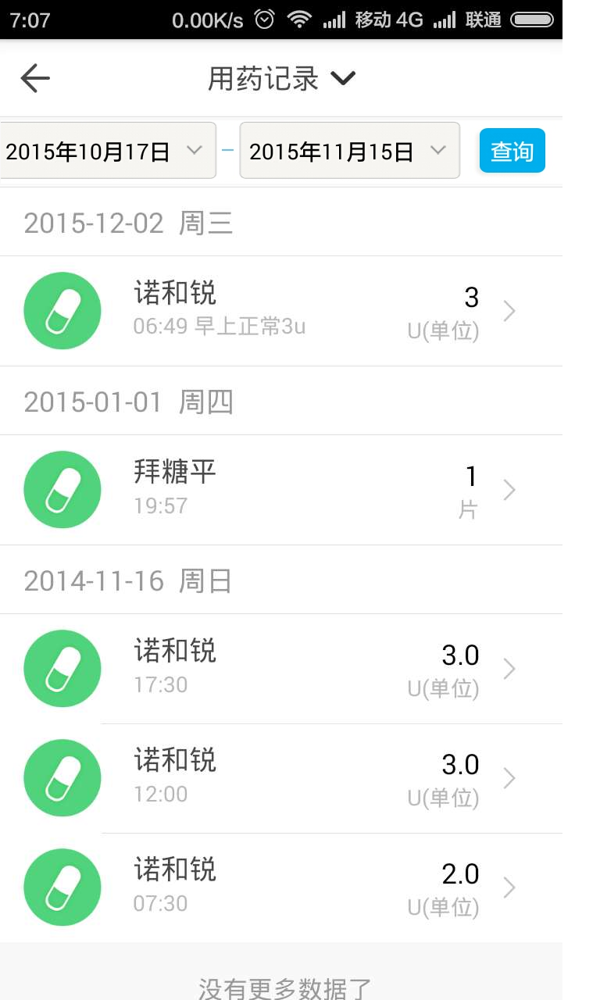 7:07 0.00K/s 移动 4G 联通
用药记录
2015年10月17日 – 2015年11月15日 查询
2015-12-02 周三
诺和锐 3
06:49 早上正常3u U(单位)
2015-01-01 周四
拜糖平 1
19:57 片
2014-11-16 周日
诺和锐 3.0
17:30 U(单位)
诺和锐 3.0
12:00 U(单位)
诺和锐 2.0
07:30 U(单位)
没有更多数据了